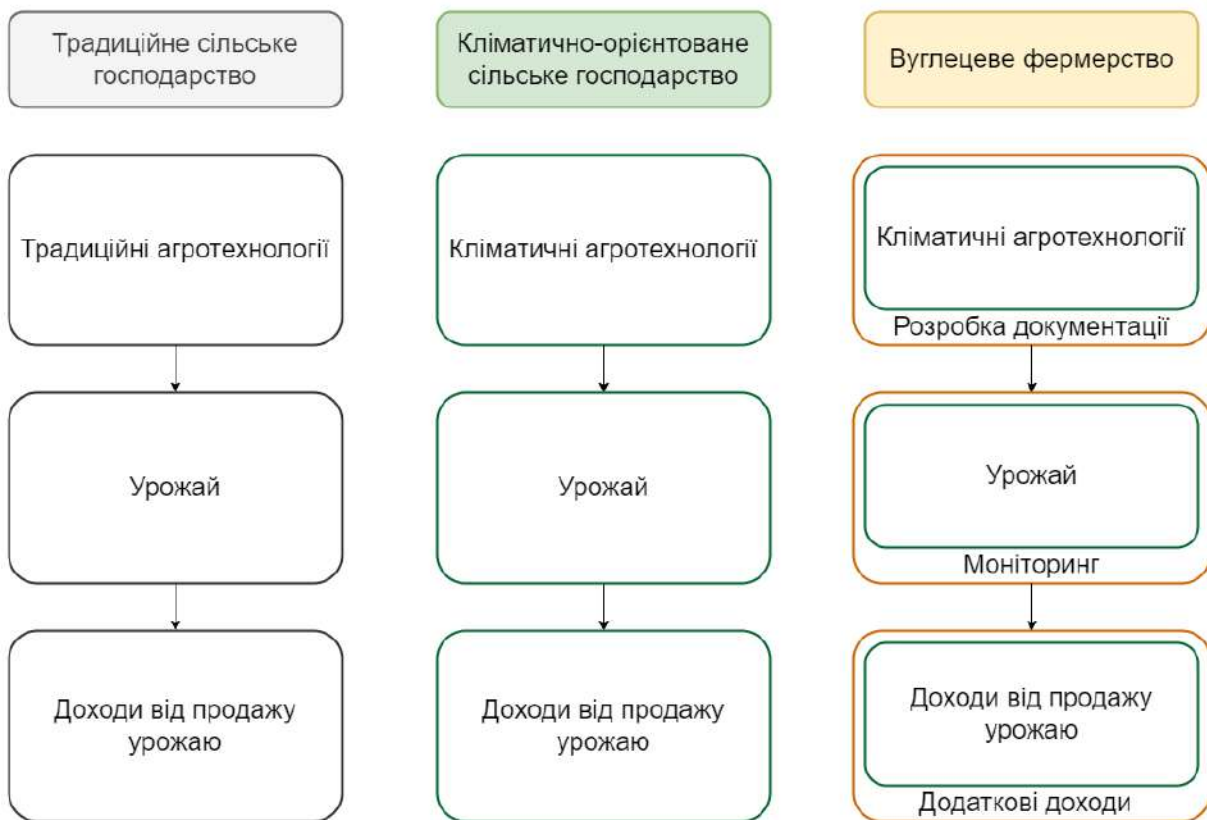 Традиційне сільське
господарство
Кліматично-орієнтоване
сільське господарство
Вуглецеве фермерство
Традиційні агротехнології
Кліматичні агротехнології
Кліматичні агротехнології
Розробка документації
Урожай
Урожай
Урожай
Моніторинг
Доходи від продажу
урожаю
Доходи від продажу
урожаю
Доходи від продажу
урожаю
Додаткові доходи